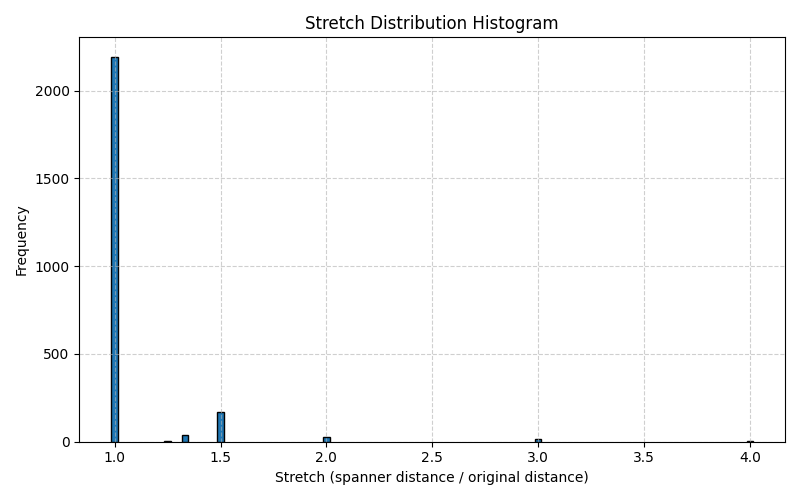 Stretch Distribution Histogram
Frequency
2000
1500
1000
500
0
1.0 1.5 2.0 2.5 3.0 3.5 4.0
Stretch (spanner distance / original distance)